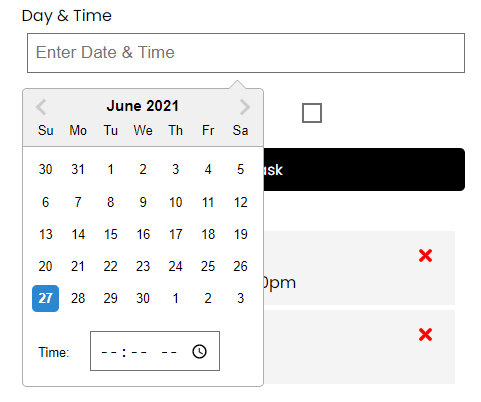 Day & Time
Enter Date & Time
June 2021
Su Mo Tu We Th Fr Sa
30 31 1 2 3 4 5
6 7 8 9 10 11 12
13 14 15 16 17 18 19
20 21 22 23 24 25 26
27 28 29 30 1 2 3
Time: --:-- --
ask
0pm